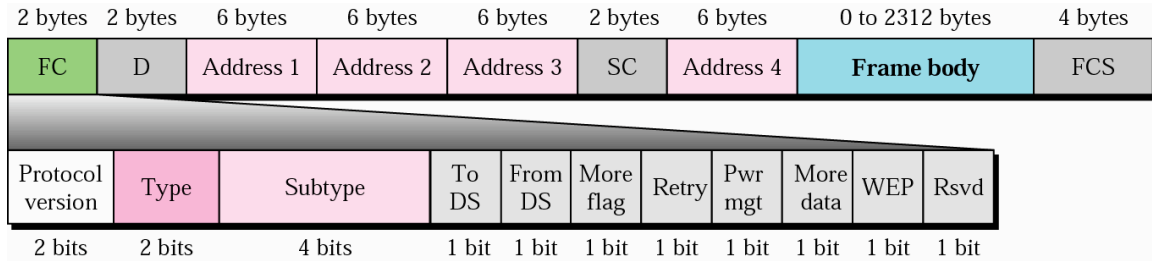 2 bytes 2 bytes 6 bytes 6 bytes 6 bytes 2 bytes 6 bytes 0 to 2312 bytes 4 bytes
FC D Address 1 Address 2 Address 3 SC Address 4 Frame body FCS
Protocol version Type Subtype To DS From DS More flag Retry Pwr mgt More data WEP Rsvd
2 bits 2 bits 4 bits 1 bit 1 bit 1 bit 1 bit 1 bit 1 bit 1 bit 1 bit